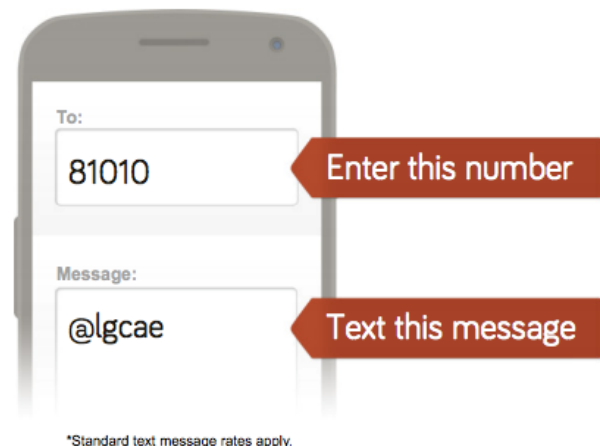 To:
81010
Enter this number
Message:
@lgcae
Text this message
*Standard text message rates apply.